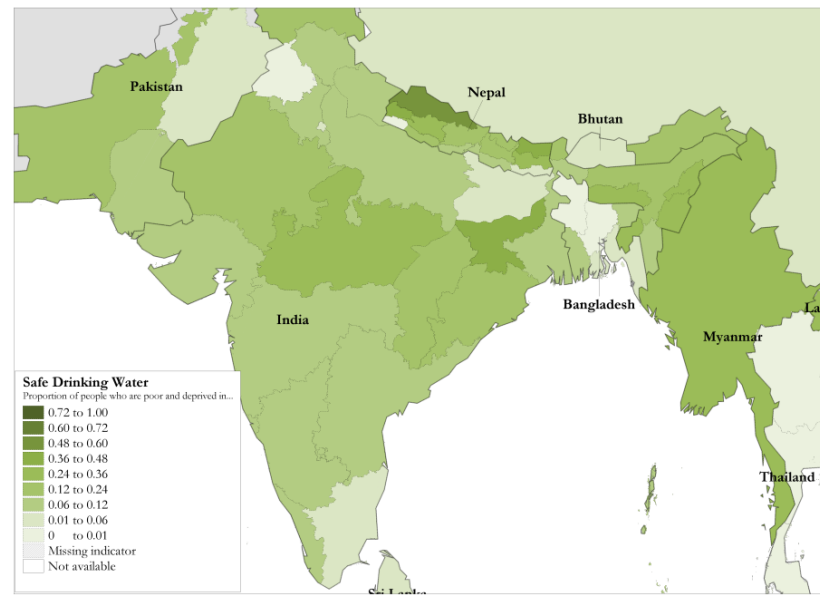 Pakistan
Nepal
Bhutan
India
Bangladesh
La
Myanmar
Safe Drinking Water
Proportion of people who are poor and deprived in...
0.72 to 1.00
0.60 to 0.72
0.48 to 0.60
0.36 to 0.48
0.24 to 0.36
0.12 to 0.24
0.06 to 0.12
0.01 to 0.06
0 to 0.01
Missing indicator
Not available
Thailand
Sri Lanka